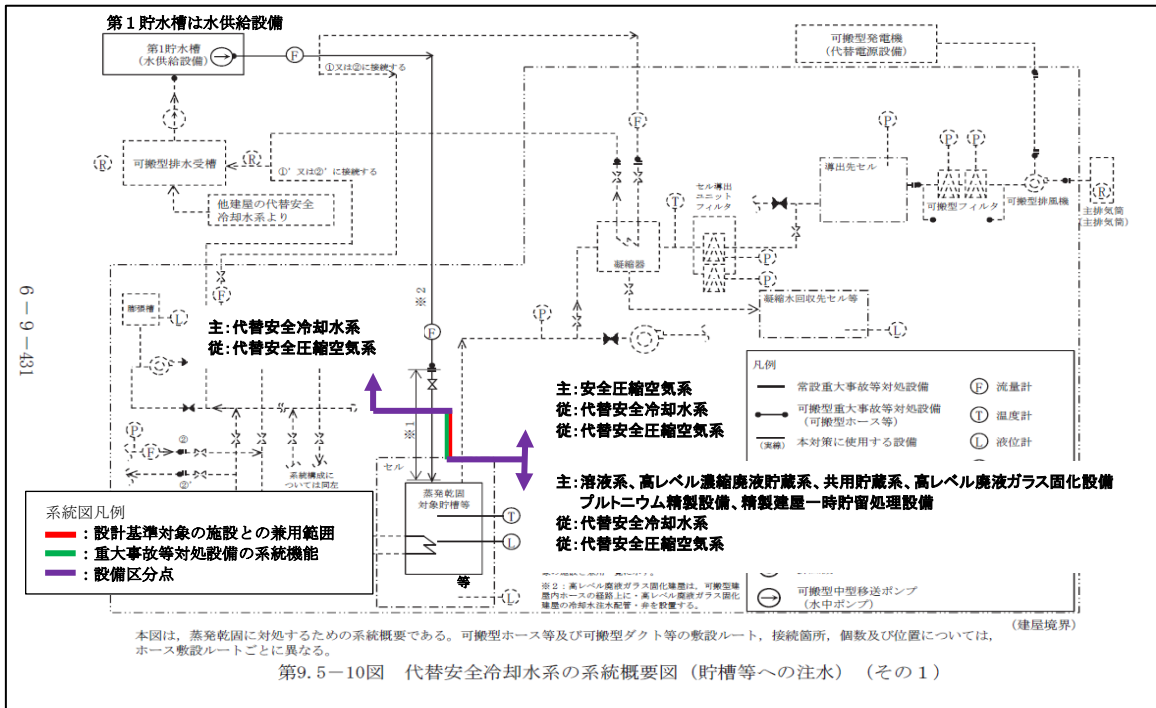 第1貯水槽は水供給設備
第1貯水槽
(水供給設備)
F
①又は②に接続する
可搬型発電機
(代替電源設備)
F
P
P
P
R
可搬型排水受槽
R
①'又は②'に接続する
他建屋の代替安全
冷却水系より
セル導出
ユニット
フィルタ
T
導出先セル
可搬型フィルタ
可搬型排風機
R
主排気筒
(主排気筒)
凝縮器
P
P
凝縮水回収先セル等
L
膨張槽
L
F
※2
F
P
6-9-431
主:代替安全冷却水系
従:代替安全圧縮空気系
主:安全圧縮空気系
従:代替安全冷却水系
従:代替安全圧縮空気系
主:溶液系、高レベル濃縮廃液貯蔵系、共用貯蔵系、高レベル廃液ガラス固化設備
プルトニウム精製設備、精製建屋一時貯留処理設備
従:代替安全冷却水系
従:代替安全圧縮空気系
凡例
常設重大事故等対処設備
可搬型重大事故等対処設備
(可搬型ホース等)
(実線)
本対策に使用する設備
F 流量計
T 温度計
L 液位計
可搬型中型移送ポンプ
(水中ポンプ)
P
F
②
②'
系統構成に
ついては同左
※1
セル
蒸発乾固
対象貯槽等
T
L
等
L
系統図凡例
:設計基準対象の施設との兼用範囲
:重大事故等対処設備の系統機能
:設備区分点
※2:高レベル廃液ガラス固化建屋は,可搬型建
屋内ホースの経路上に・高レベル廃液ガラス固化
建屋の冷却水注水配管・弁を設置する。
(建屋境界)
本図は,蒸発乾固に対処するための系統概要である。可搬型ホース等及び可搬型ダクト等の敷設ルート,接続箇所,個数及び位置については,
ホース敷設ルートごとに異なる。
第9.5-10図 代替安全冷却水系の系統概要図(貯槽等への注水)(その1)